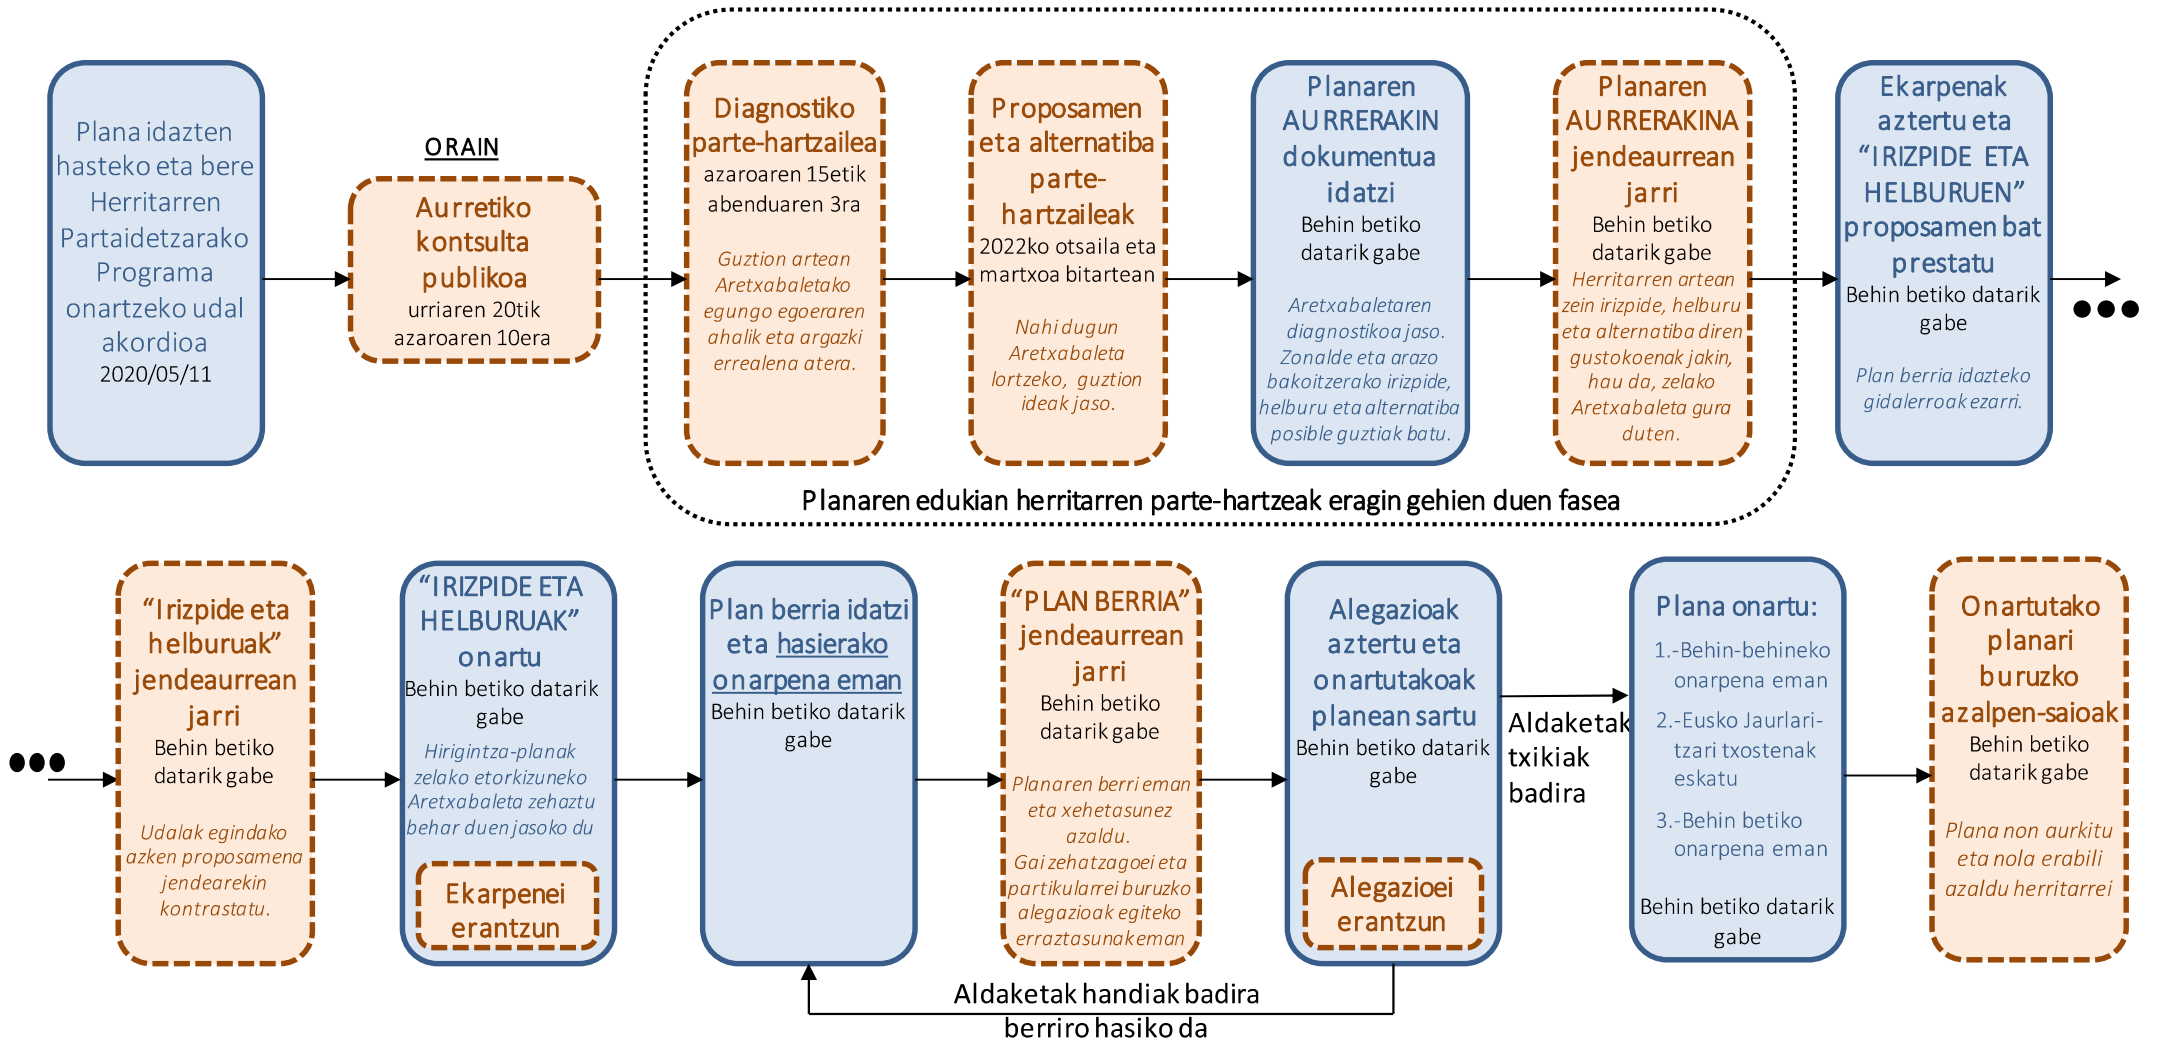 Plana idazten
hasteko eta bere
Herritarren
Partaidetzarako
Programa
onartzeko udal
akordioa
2020/05/11
ORAIN
Aurretiko
kontsulta
publikoa
urriaren 20tik
azaroaren 10era
Diagnostiko
parte-hartzailea
azaroaren 15etik
abenduaren 3ra
Guztion artean
Aretxabaletako
egungo egoeraren
ahalik eta argazki
errealena atera.
Proposamen
eta alternatiba
parte-
hartzaileak
2022ko otsaila eta
martxoa bitartean
Nahi dugun
Aretxabaleta
lortzeko, guztion
ideak jaso.
Planaren
AURRERAKIN
dokumentua
idatzi
Behin betiko
datarik gabe
Aretxabaletaren
diagnostikoa jaso.
Zonalde eta arazo
bakoitzerako irizpide,
helburu eta alternatiba
posible guztiak batu.
Planaren
AURRERAKINA
jendeaurrean
jarri
Behin betiko
datarik gabe
Herritarren artean
zein irizpide, helburu
eta alternatiba diren
gustokoenak jakin,
hau da, zelako
Aretxabaleta gura
duten.
Planaren edukian herritarren parte-hartzeak eragin gehien duen fasea
Ekarpenak
aztertu eta
“IRIZPIDE ETA
HELBURUEN”
proposamen bat
prestatu
Behin betiko datarik
gabe
Plan berria idazteko
gidalerroak ezarri.
●●●
●●●
“Irizpide eta
helburuak”
jendeaurrean
jarri
Behin betiko
datarik gabe
Udalak egindako
azken proposamena
jendearekin
kontrastatu.
“IRIZPIDE ETA
HELBURUAK”
onartu
Behin betiko datarik
gabe
Hirigintza-planak
zelako etorkizuneko
Aretxabaleta zehaztu
behar duen jasoko du
Ekarpenei
erantzun
Plan berria idatzi
eta hasierako
onarpena eman
Behin betiko datarik
gabe
“PLAN BERRIA”
jendeaurrean
jarri
Behin betiko
datarik gabe
Planaren berri eman
eta xehetasunez
azaldu.
Gai zehatzagoei eta
partikularrei buruzko
alegazioak egiteko
erraztasunak eman
Alegazioak
aztertu eta
onartutakoak
planean sartu
Behin betiko datarik
gabe
Alegazioei
erantzun
Aldaketak
txikiak
badira
Plana onartu:
1.-Behin-behineko
onarpena eman
2.-Eusko Jaurlari-
tzari txostenak
eskatu
3.-Behin betiko
onarpena eman
Behin betiko datarik
gabe
Onartutako
planari
buruzko
azalpen-saioak
Behin betiko
datarik gabe
Plana non aurkitu
eta nola erabili
azaldu herritarrei
Aldaketak handiak badira
berriro hasiko da